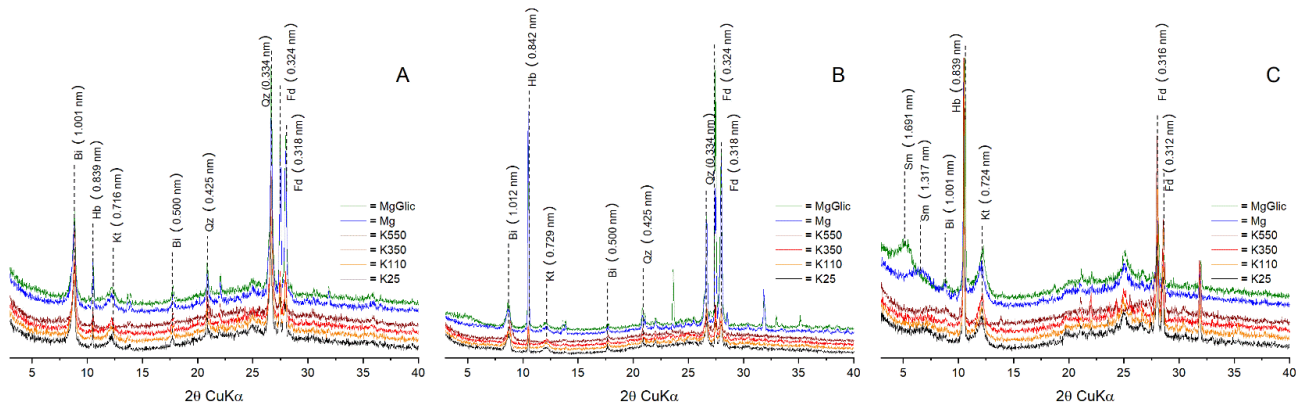 A
Bi ( 1.001 nm)
Hb ( 0.839 nm)
Kt ( 0.716 nm)
Bi ( 0.500 nm)
Qz ( 0.425 nm)
Qz (0.334 nm)
Fd ( 0.324 nm)
Fd ( 0.318 nm)
= MgGlic
= Mg
= K550
= K350
= K110
= K25
5 10 15 20 25 30 35 40
2θ CuKα
B
Bi ( 1.012 nm)
Hb ( 0.842 nm)
Kt ( 0.729 nm)
Bi ( 0.500 nm)
Qz ( 0.425 nm)
Qz (0.334 nm)
Fd ( 0.324 nm)
Fd ( 0.318 nm)
= MgGlic
= Mg
= K550
= K350
= K110
= K25
5 10 15 20 25 30 35 40
2θ CuKα
C
Sm ( 1.691 nm)
Sm ( 1.317 nm)
Bi ( 1.001 nm)
Hb ( 0.839 nm)
Kt ( 0.724 nm)
Fd ( 0.316 nm)
Fd ( 0.312 nm)
= MgGlic
= Mg
= K550
= K350
= K110
= K25
5 10 15 20 25 30 35 40
2θ CuKα